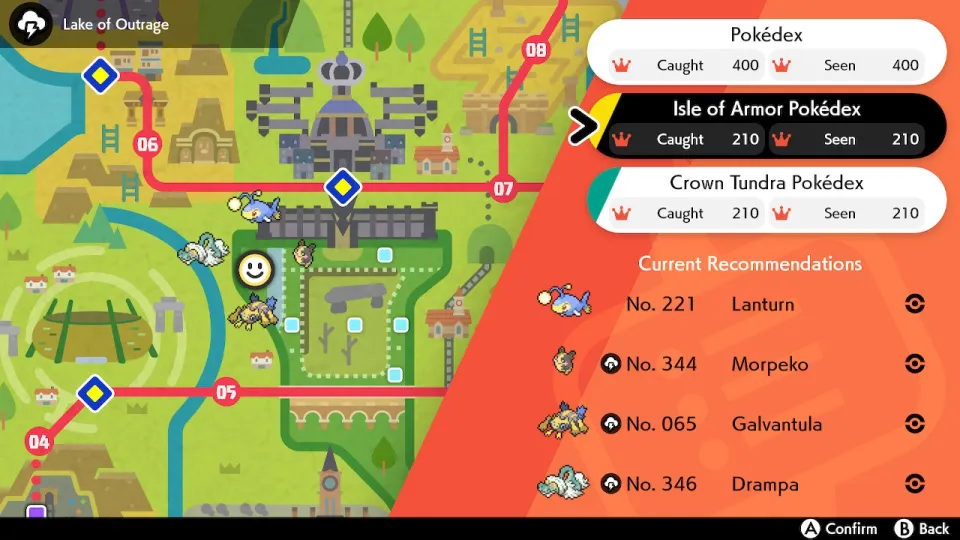 Lake of Outrage
08
06
07
05
04
Pokédex
Caught 400 Seen 400
Isle of Armor Pokédex
Caught 210 Seen 210
Crown Tundra Pokédex
Caught 210 Seen 210
Current Recommendations
No. 221 Lanturn
No. 344 Morpeko
No. 065 Galvantula
No. 346 Drampa
A Confirm B Back